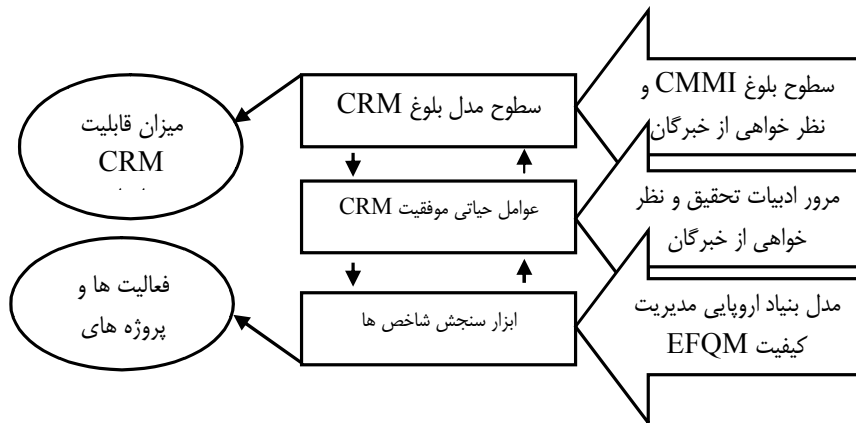 سطوح بلوغ CMMI و
نظر خواهی از خبرگان
سطوح مدل بلوغ CRM
میزان قابلیت
CRM
مرور ادبیات تحقیق و نظر
خواهی از خبرگان
عوامل حیاتی موفقیت CRM
مدل بنیاد اروپایی مدیریت
کیفیت EFQM
ابزار سنجش شاخص ها
فعالیت ها و
پروژه های